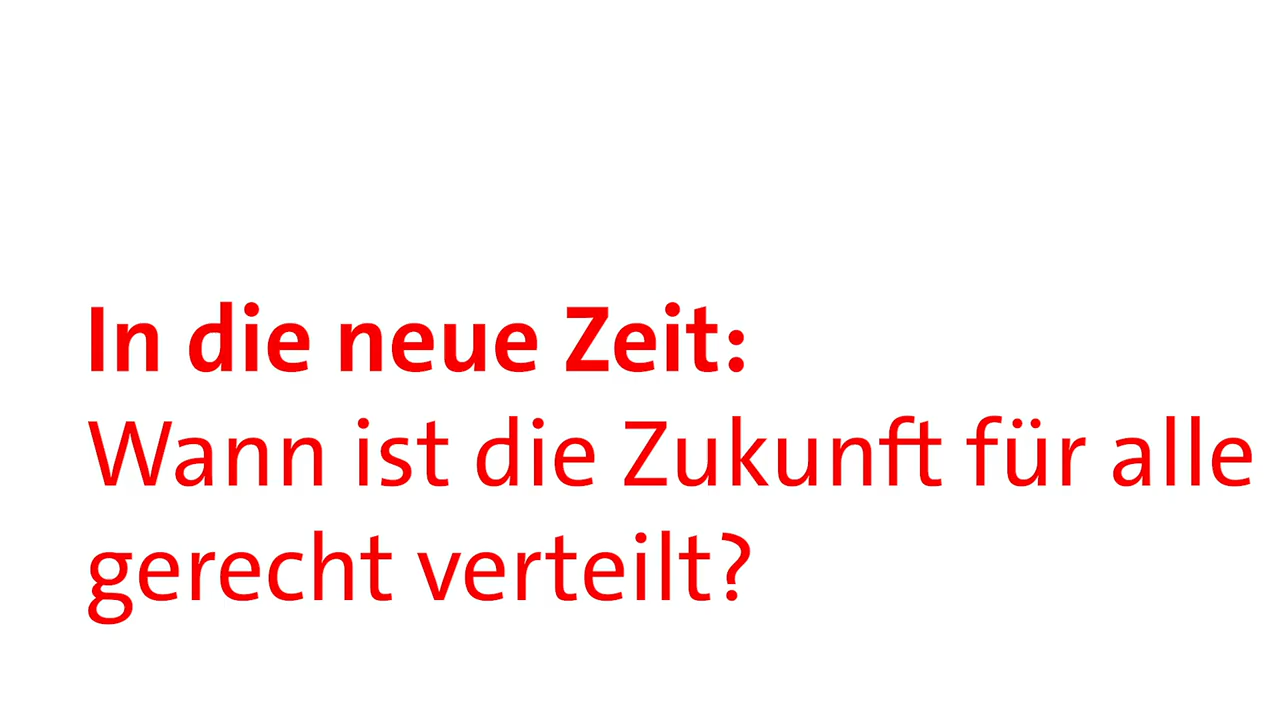 In die neue Zeit:
Wann ist die Zukunft für alle
gerecht verteilt?